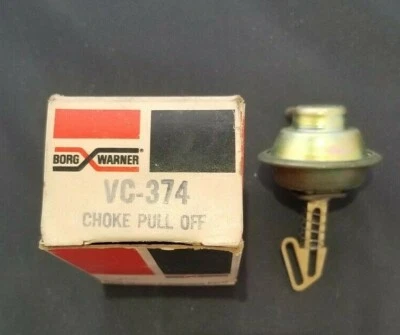 BORG WARNER®
VC-374
CHOKE PULL OFF